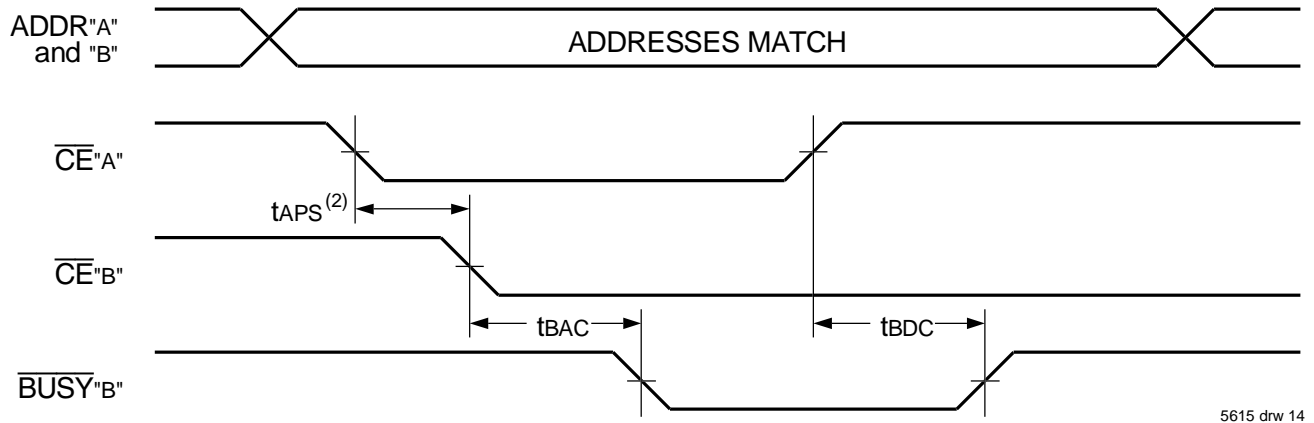 ADDR"A"
and "B"
ADDRESSES MATCH
CE"A"
tAPS(2)
CE"B"
tBAC
tBDC
BUSY"B"
5615 drw 14